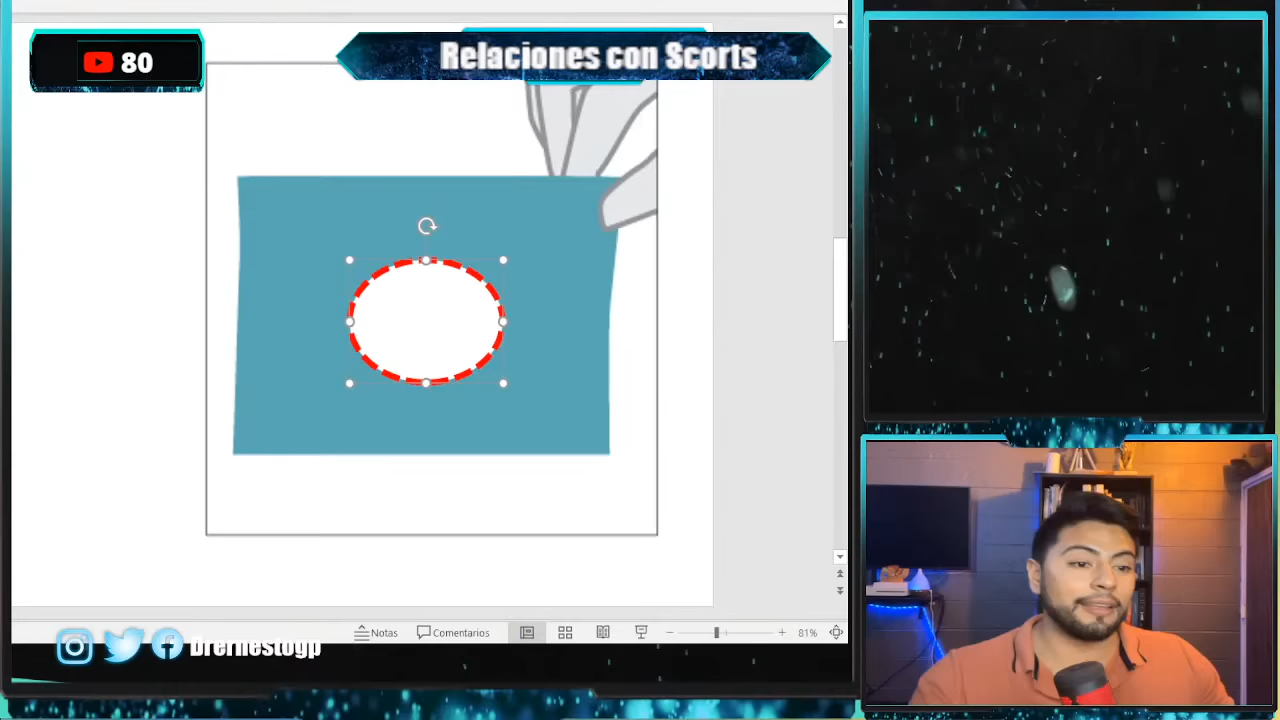 80
Relaciones con Scorts
Notas
Comentarios
81%
Drernestogp